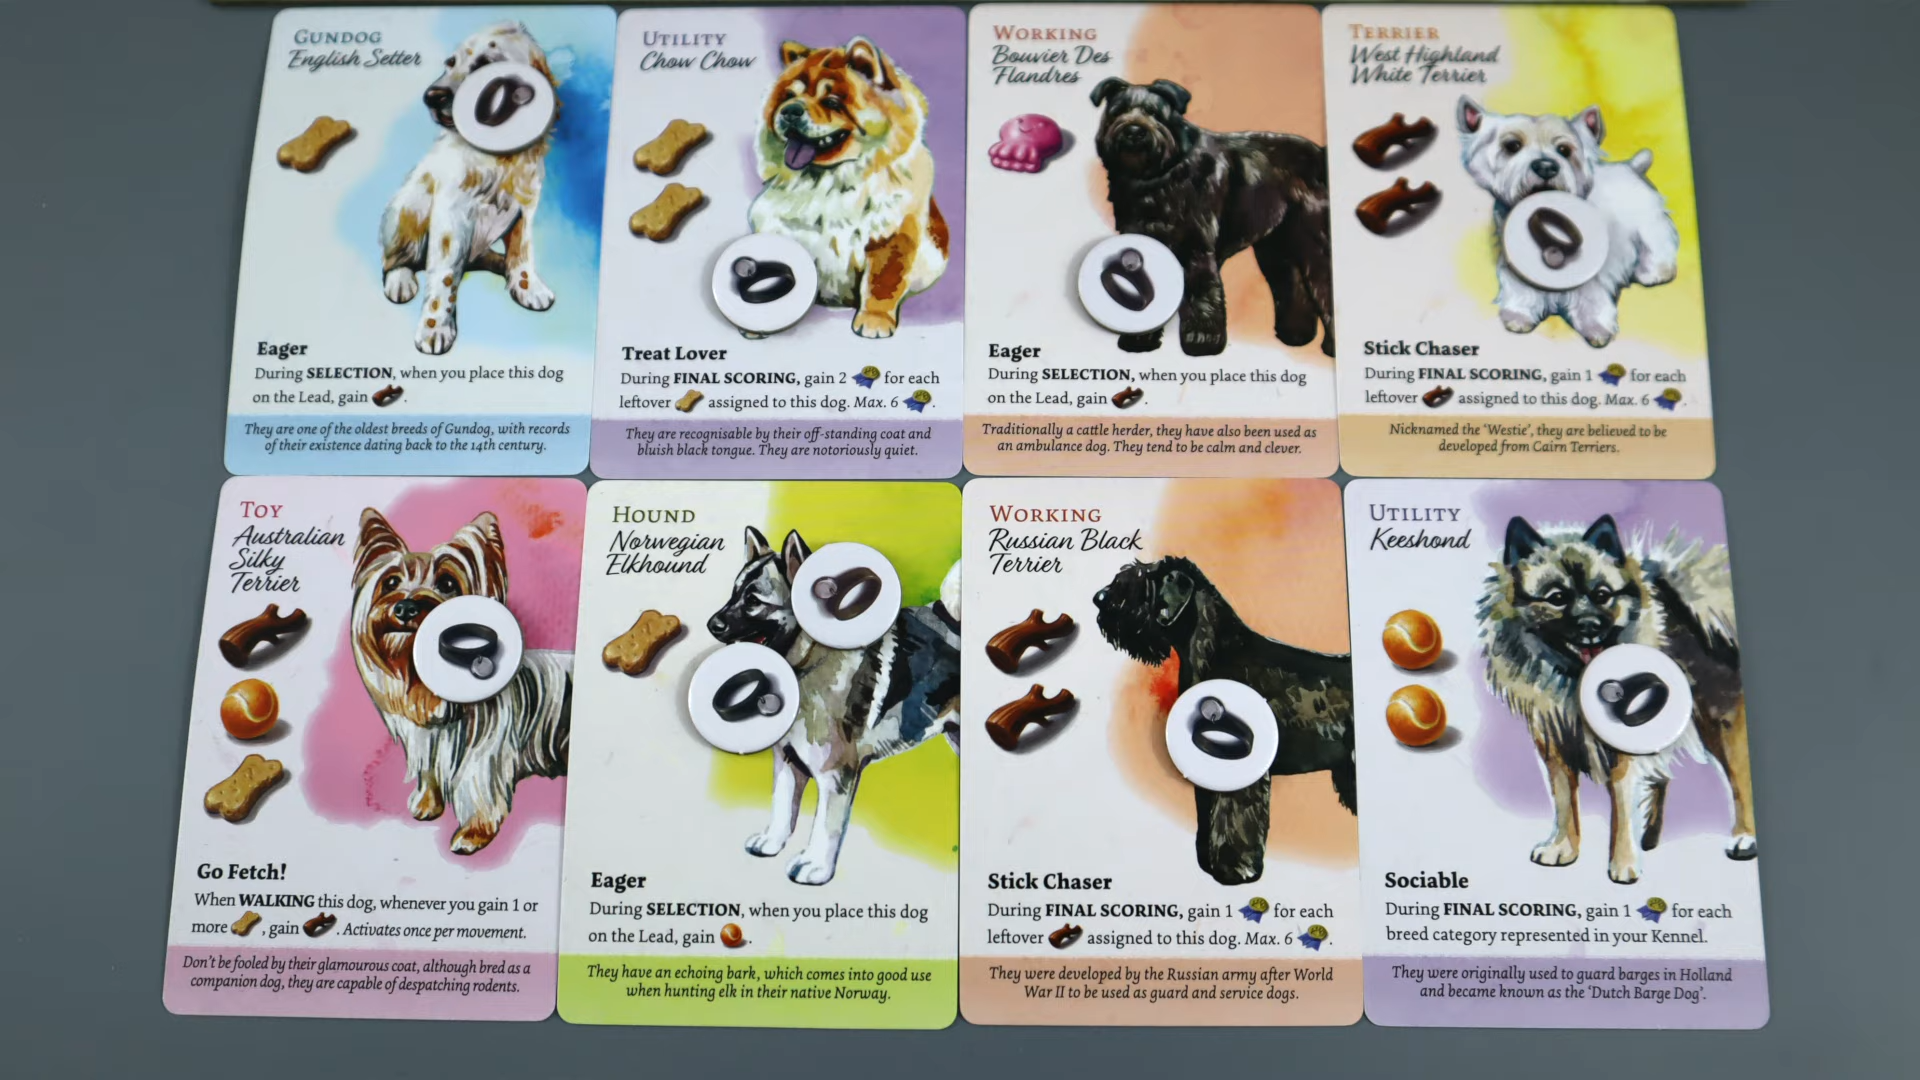 GUNDOG
English Setter
Eager
During SELECTION, when you place this dog
on the Lead, gain .
They are one of the oldest breeds of Gundog, with records
of their existence dating back to the 14th century.
UTILITY
Chow Chow
Treat Lover
During FINAL SCORING, gain 2 for each
leftover assigned to this dog. Max. 6 .
They are recognisable by their off-standing coat and
bluish black tongue. They are notoriously quiet.
WORKING
Bouvier Des
Flandres
Eager
During SELECTION, when you place this dog
on the Lead, gain .
Traditionally a cattle herder, they have also been used as
an ambulance dog. They tend to be calm and clever.
TERRIER
West Highland
White Terrier
Stick Chaser
During FINAL SCORING, gain 1 for each
leftover assigned to this dog. Max. 6 .
Nicknamed the 'Westie', they are believed to be
developed from Cairn Terriers.
TOY
Australian
Silky
Terrier
Go Fetch!
When WALKING this dog, whenever you gain 1 or
more , gain . Activates once per movement.
Don't be fooled by their glamourous coat, although bred as a
companion dog, they are capable of despatching rodents.
HOUND
Norwegian
Elkhound
Eager
During SELECTION, when you place this dog
on the Lead, gain .
They have an echoing bark, which comes into good use
when hunting elk in their native Norway.
WORKING
Russian Black
Terrier
Stick Chaser
During FINAL SCORING, gain 1 for each
leftover assigned to this dog. Max. 6 .
They were developed by the Russian army after World
War II to be used as guard and service dogs.
UTILITY
Keeshond
Sociable
During FINAL SCORING, gain 1 for each
breed category represented in your Kennel.
They were originally used to guard barges in Holland
and became known as the 'Dutch Barge Dog'.